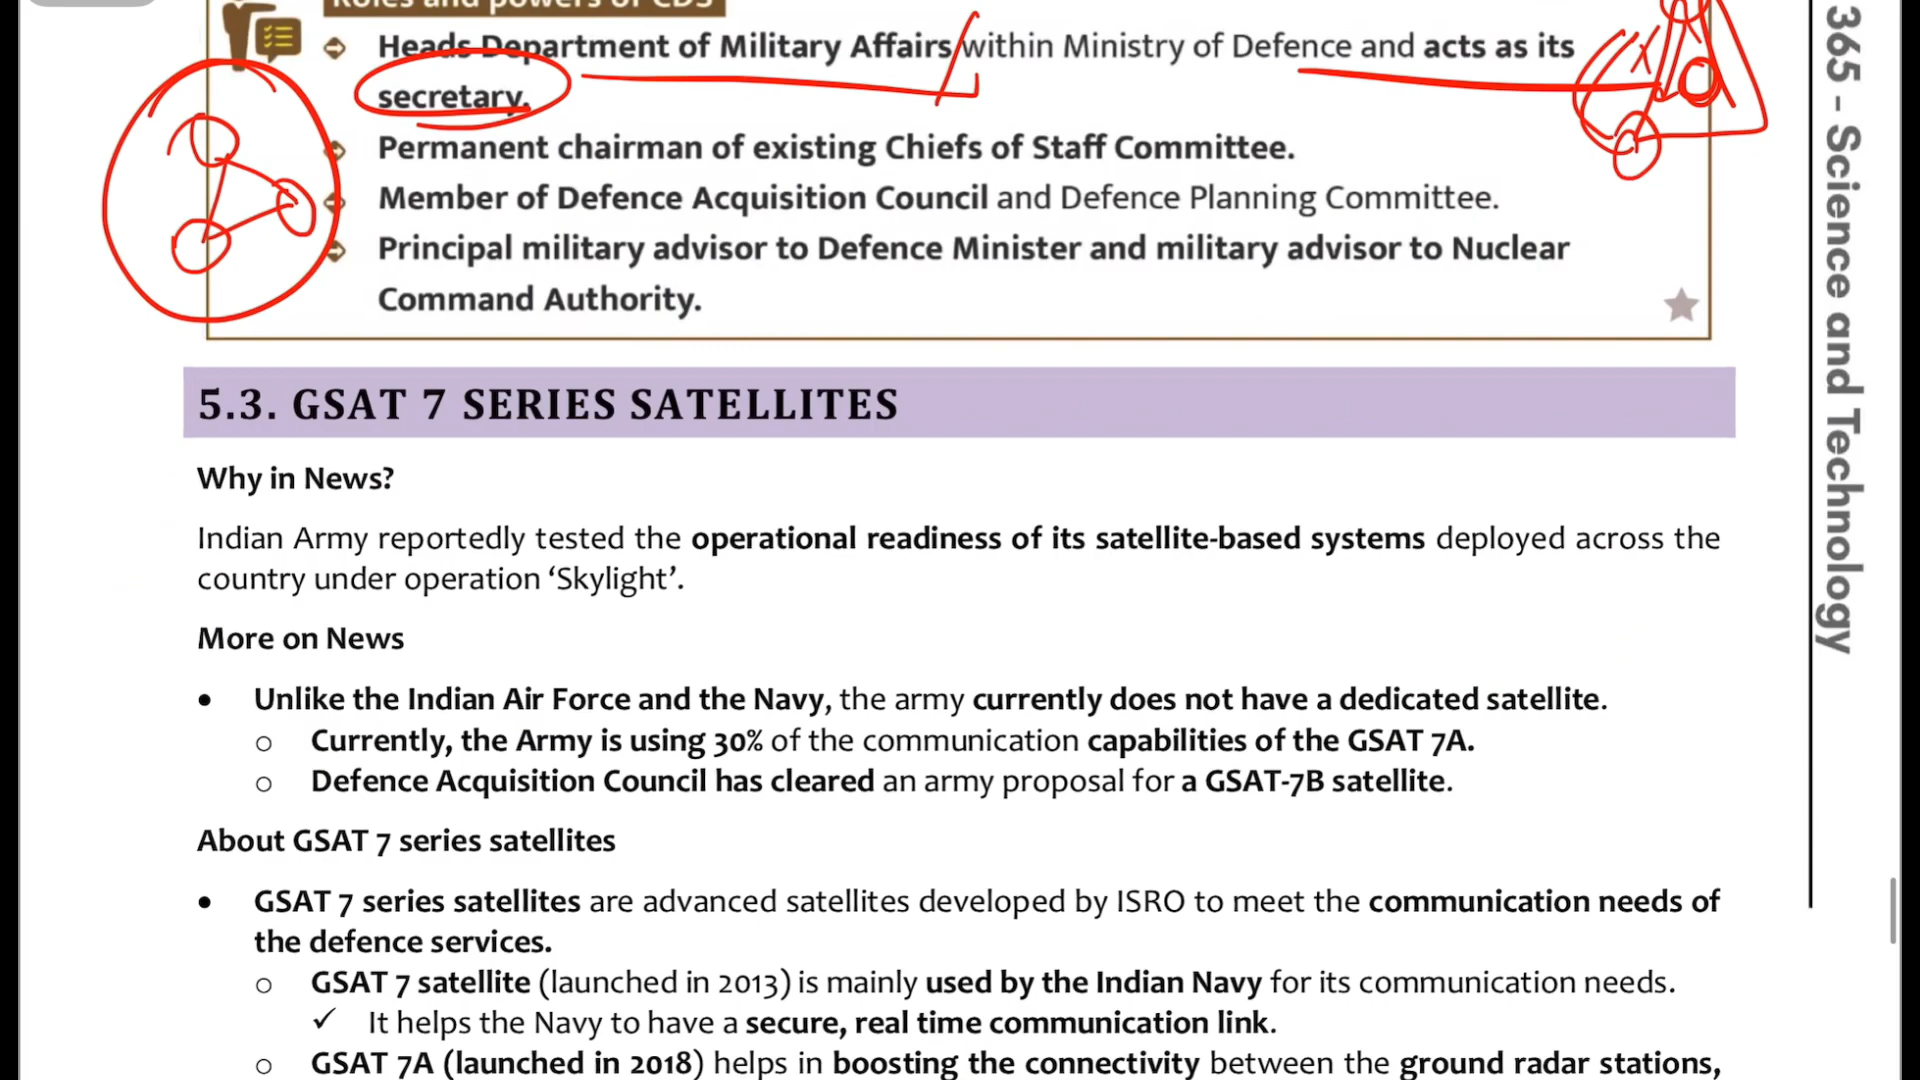 Roles and powers of CDS
Heads Department of Military Affairs within Ministry of Defence and acts as its
secretary.
Permanent chairman of existing Chiefs of Staff Committee.
Member of Defence Acquisition Council and Defence Planning Committee.
Principal military advisor to Defence Minister and military advisor to Nuclear
Command Authority.
5.3. GSAT 7 SERIES SATELLITES
Why in News?
Indian Army reportedly tested the operational readiness of its satellite-based systems deployed across the
country under operation ‘Skylight’.
More on News
• Unlike the Indian Air Force and the Navy, the army currently does not have a dedicated satellite.
o Currently, the Army is using 30% of the communication capabilities of the GSAT 7A.
o Defence Acquisition Council has cleared an army proposal for a GSAT-7B satellite.
About GSAT 7 series satellites
• GSAT 7 series satellites are advanced satellites developed by ISRO to meet the communication needs of
the defence services.
o GSAT 7 satellite (launched in 2013) is mainly used by the Indian Navy for its communication needs.
✓ It helps the Navy to have a secure, real time communication link.
o GSAT 7A (launched in 2018) helps in boosting the connectivity between the ground radar stations,
365 - Science and Technology